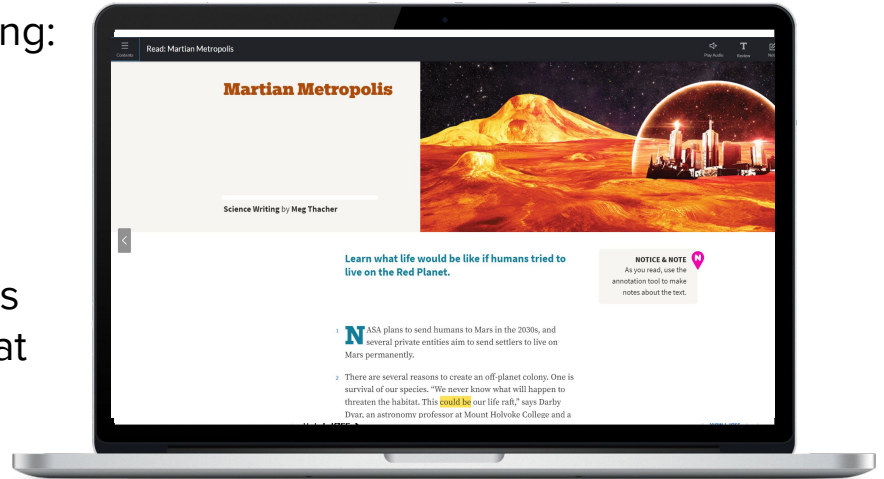 ng:
s
at
Contents
Read: Martian Metropolis
Play Audio
Review
Martian Metropolis
Science Writing by Meg Thacher
Learn what life would be like if humans tried to
live on the Red Planet.
NOTICE & NOTE
As you read, use the
annotation tool to make
notes about the text.
1 NASA plans to send humans to Mars in the 2030s, and
several private entities aim to send settlers to live on
Mars permanently.
2 There are several reasons to create an off-planet colony. One is
survival of our species. “We never know what will happen to
threaten the habitat. This could be our life raft,” says Darby
Dyar, an astronomy professor at Mount Holyoke College and a